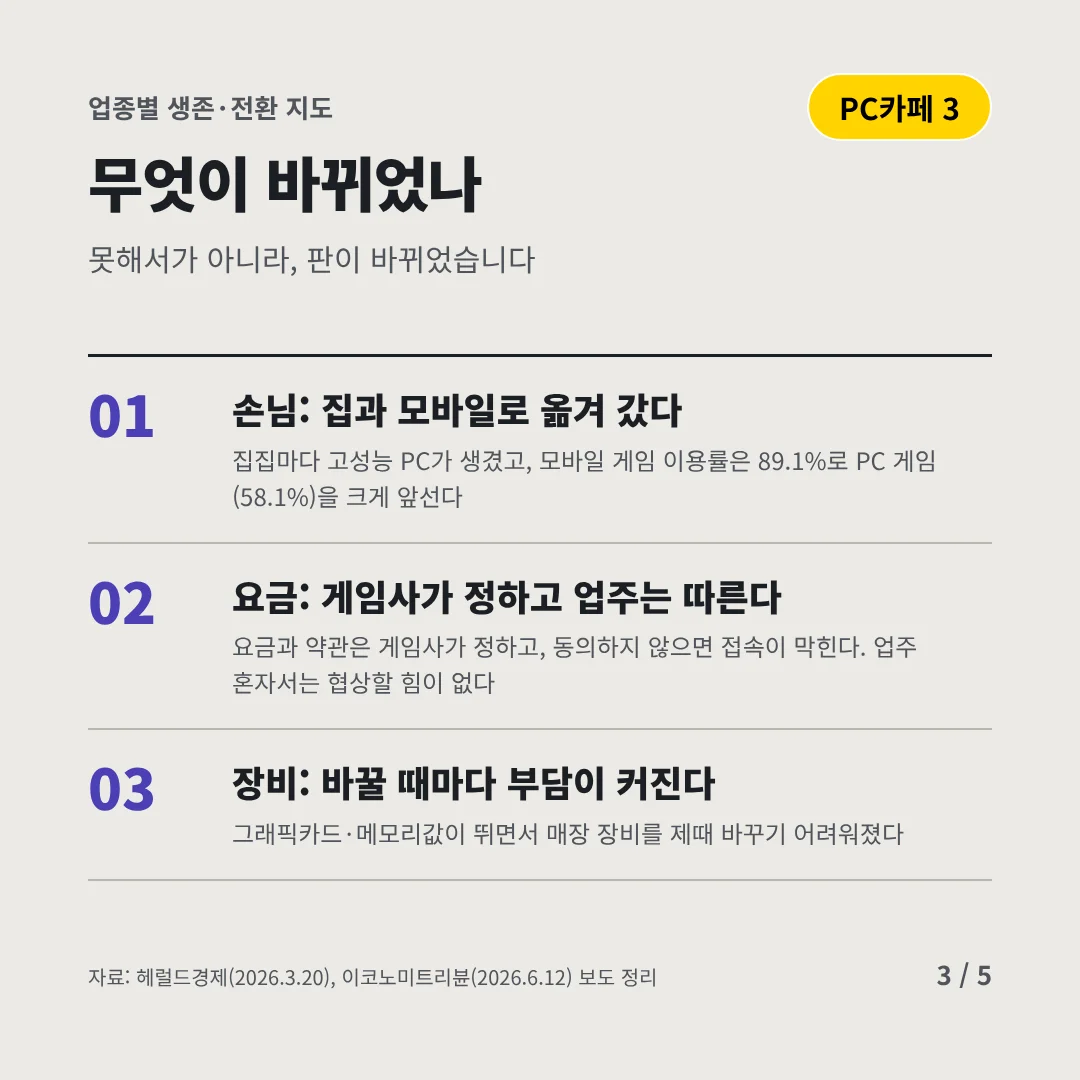 업종별 생존·전환 지도
PC카페 3
무엇이 바뀌었나
못해서가 아니라, 판이 바뀌었습니다
01
손님: 집과 모바일로 옮겨 갔다
집집마다 고성능 PC가 생겼고, 모바일 게임 이용률은 89.1%로 PC 게임
(58.1%)을 크게 앞선다
02
요금: 게임사가 정하고 업주는 따른다
요금과 약관은 게임사가 정하고, 동의하지 않으면 접속이 막힌다. 업주
혼자서는 협상할 힘이 없다
03
장비: 바꿀 때마다 부담이 커진다
그래픽카드·메모리값이 뛰면서 매장 장비를 제때 바꾸기 어려워졌다
자료: 헤럴드경제(2026.3.20), 이코노미트리뷴(2026.6.12) 보도 정리
3 / 5